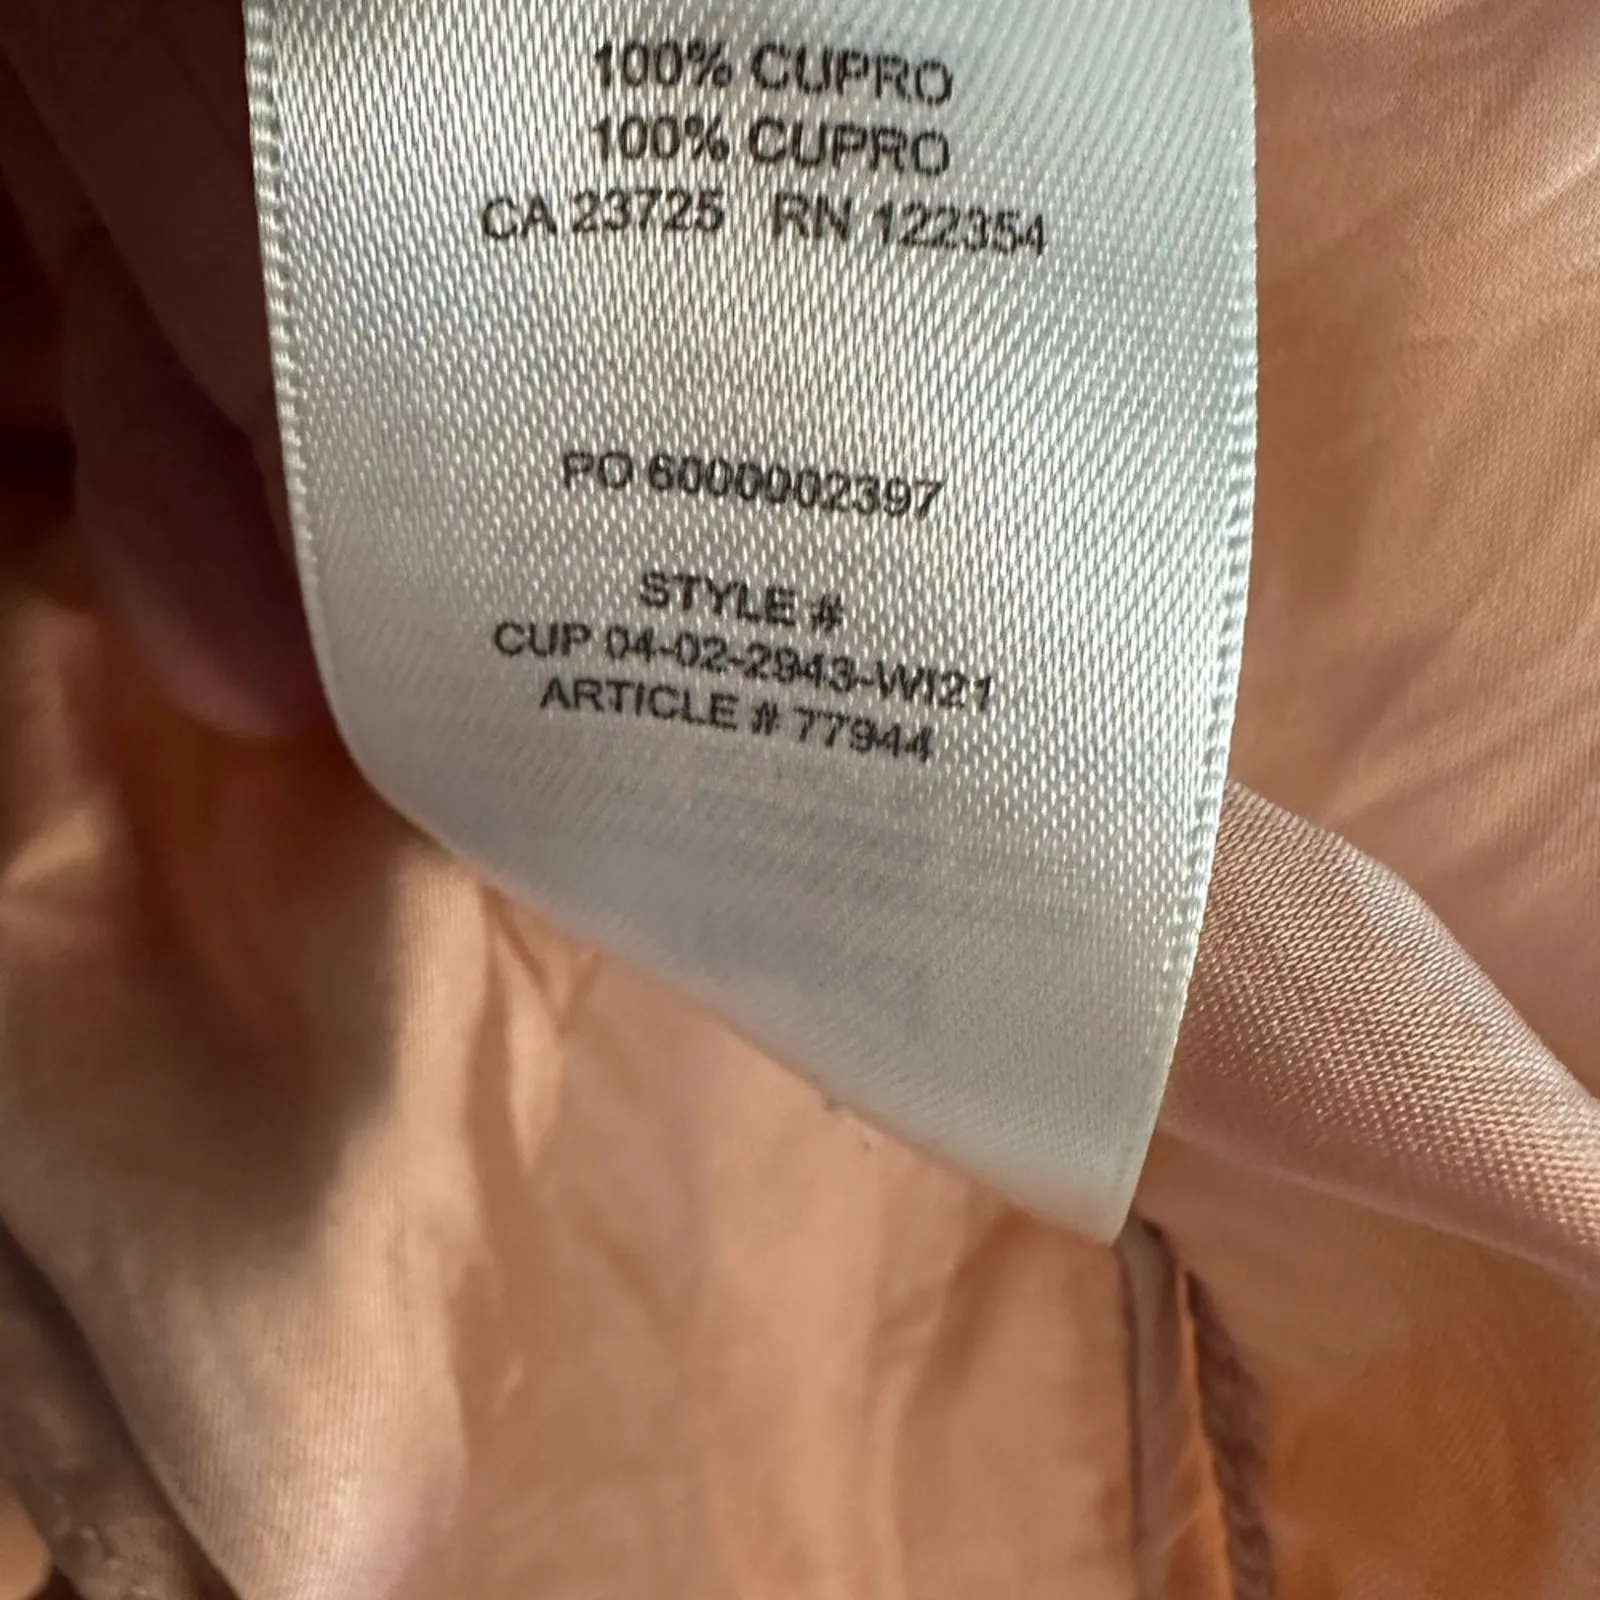 100% CUPRO
100% CUPRO
CA 23725 RN 122354
PO 6000002397
STYLE #
CUP 04-02-2943-WI21
ARTICLE # 77944